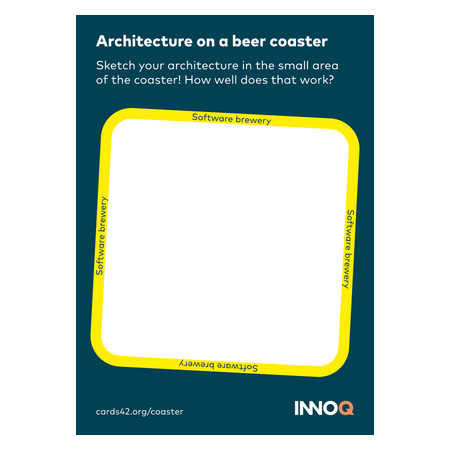 Architecture on a beer coaster
Sketch your architecture in the small area
of the coaster! How well does that work?
Software brewery
Software brewery
Software brewery
Software brewery
cards42.org/coaster
INNOQ